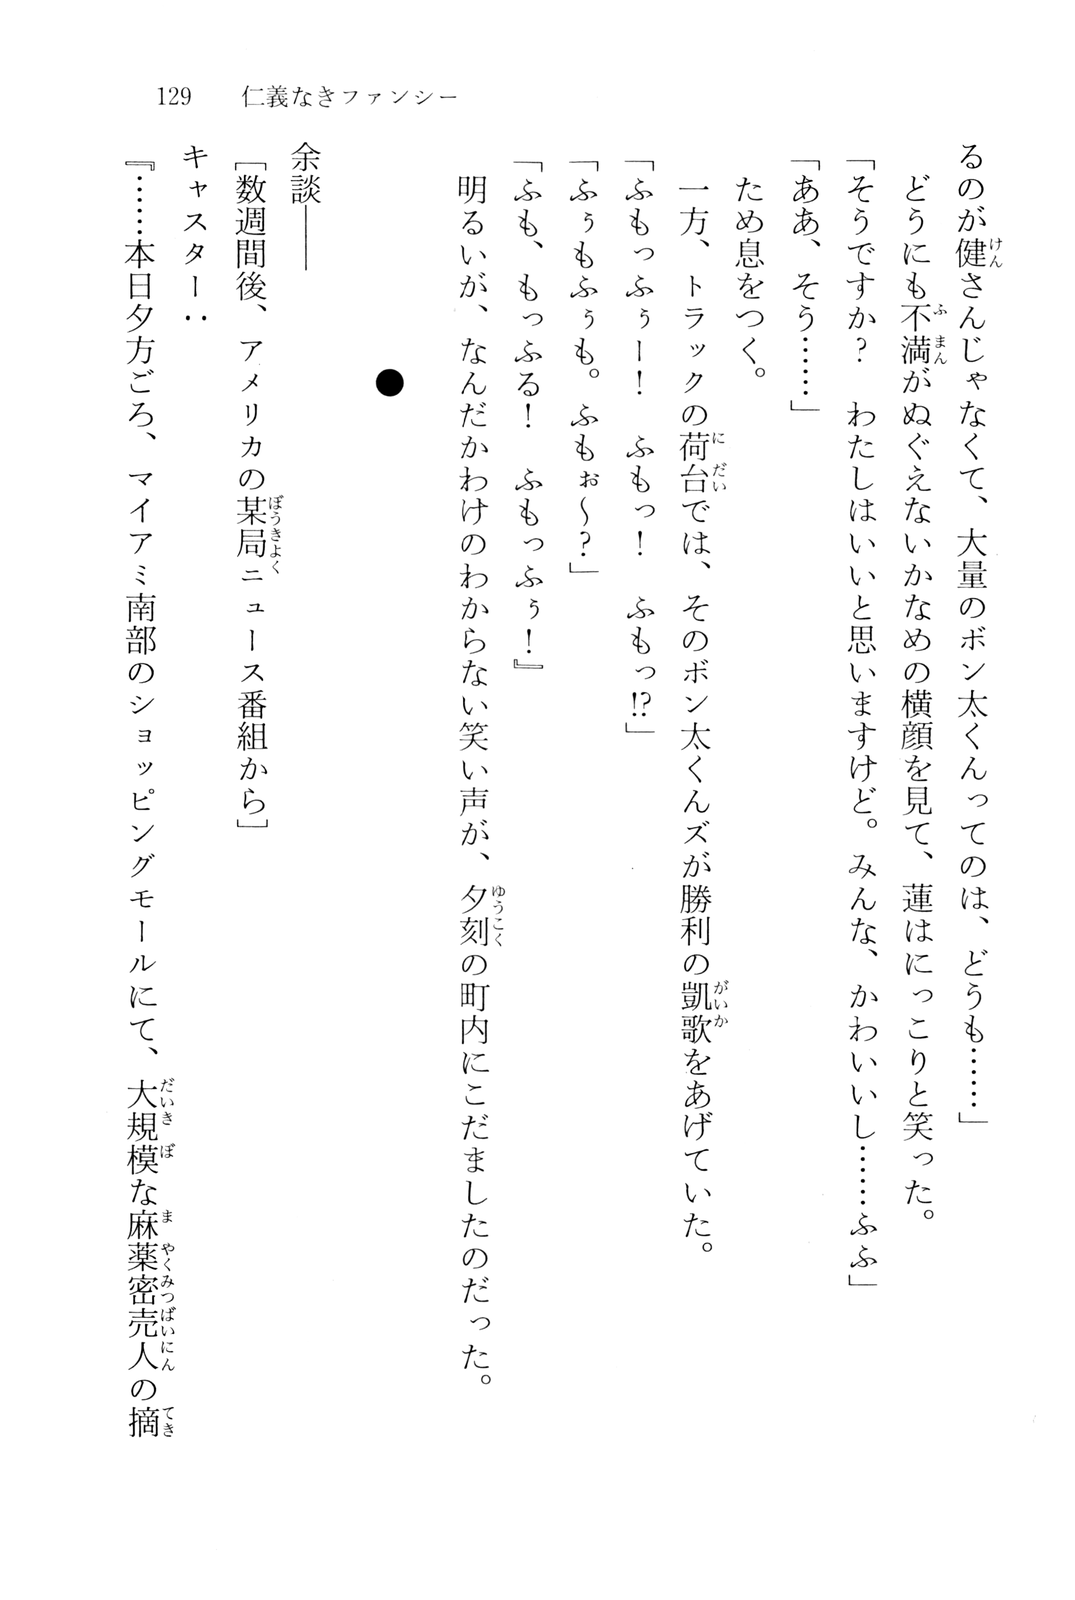 129　仁義なきファンシー
るのが健さんじゃなくて、大量のボン太くんってのは、どうも……」
どうにも不満がぬぐえないかなめの横顔を見て、蓮はにっこりと笑った。
「そうですか？　わたしはいいと思いますけど。みんな、かわいいし……ふふ」
「ああ、そう……」
ため息をつく。
一方、トラックの荷台では、そのボン太くんズが勝利の凱歌をあげていた。
「ふもっふぅー！　ふもっ！　ふもっ!?」
「ふぅもふぅも。ふもぉ〜？」
「ふも、もっふる！　ふもっふぅ！』
明るいが、なんだかわけのわからない笑い声が、夕刻の町内にこだましたのだった。
●
余談――
［数週間後、アメリカの某局ニュース番組から］
キャスター：
『……本日夕方ごろ、マイアミ南部のショッピングモールにて、大規模な麻薬密売人の摘